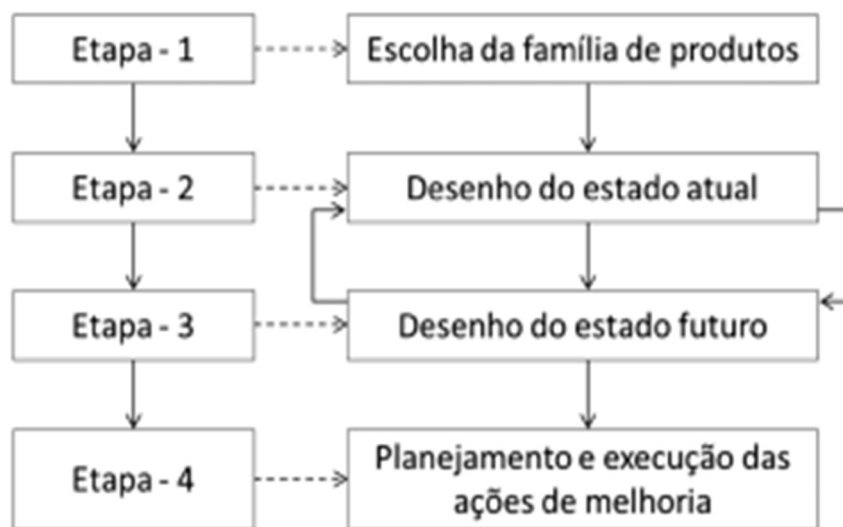 Etapa - 1
Escolha da família de produtos
Etapa - 2
Desenho do estado atual
Etapa - 3
Desenho do estado futuro
Etapa - 4
Planejamento e execução das
ações de melhoria